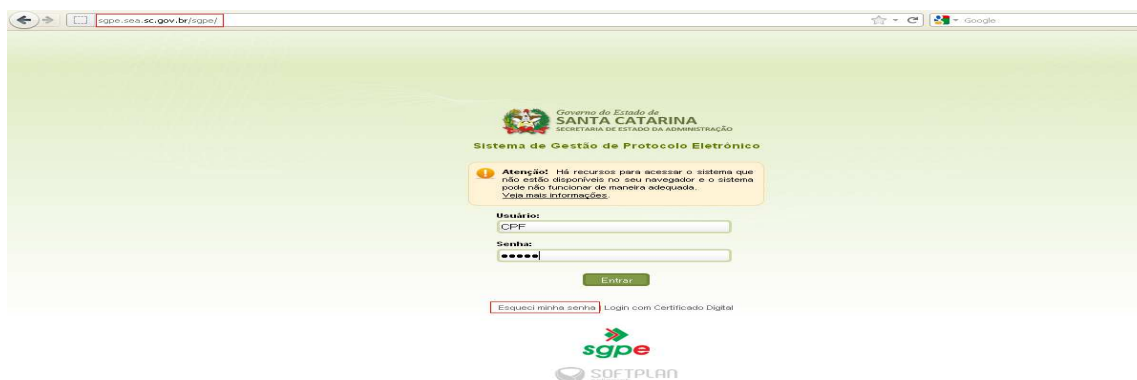 sgpe.sea.sc.gov.br/sgpe/
Google
Governo do Estado de
SANTA CATARINA
SECRETARIA DE ESTADO DA ADMINISTRAÇÃO
Sistema de Gestão de Protocolo Eletrônico
Atenção! Há recursos para acessar o sistema que
não estão disponíveis no seu navegador e o sistema
pode não funcionar de maneira adequada.
Veja mais informações.
Usuário:
CPF
Senha:
•••••
Entrar
Esqueci minha senha | Login com Certificado Digital
sgpe
SOFTPLAN